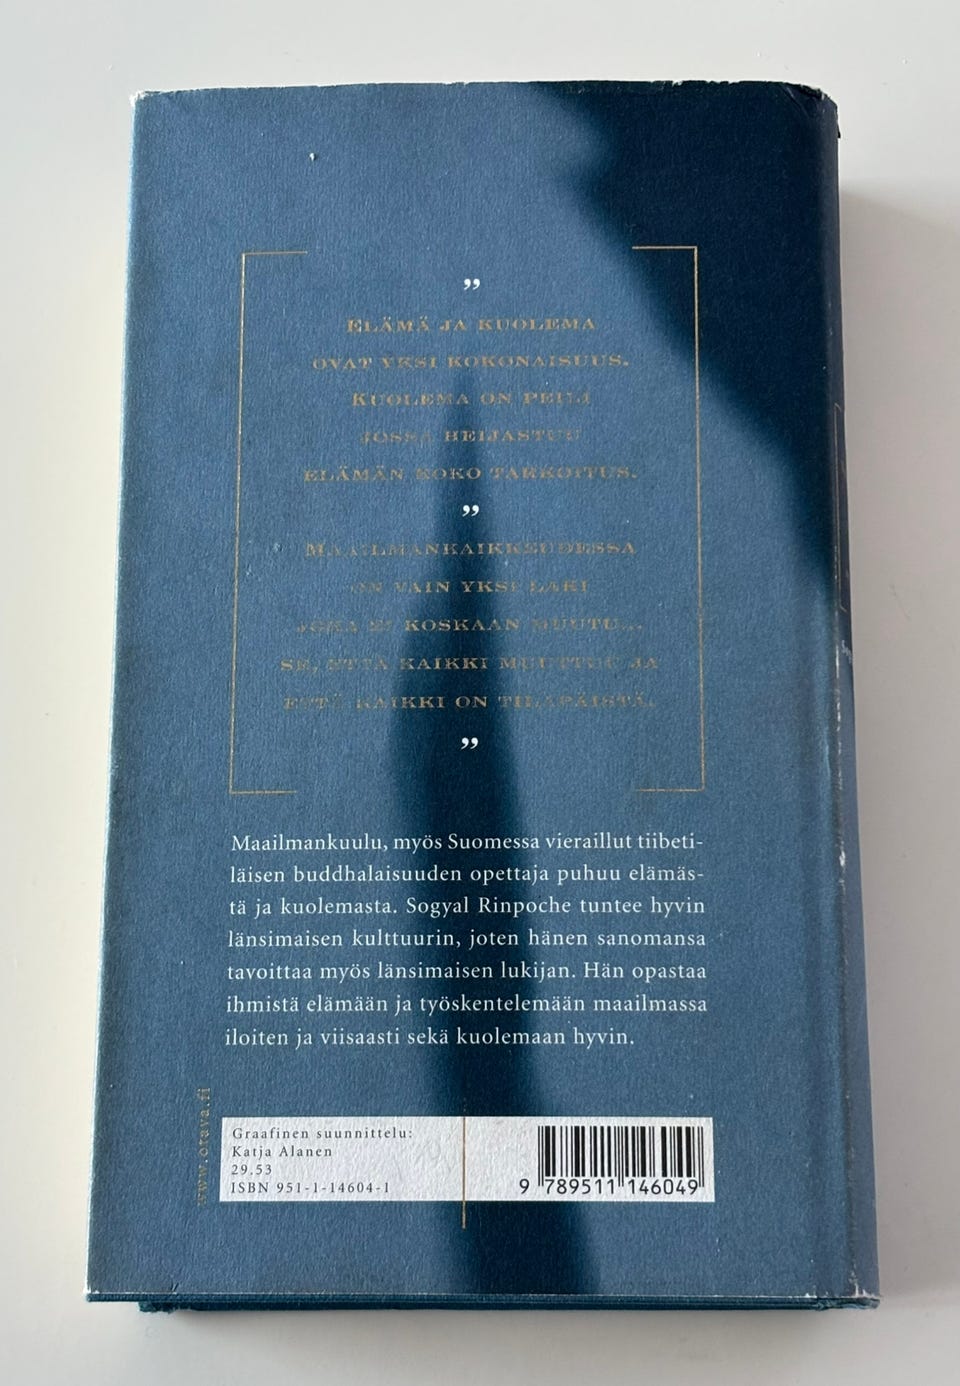 ”
Elämä ja kuolema
ovat yksi kokonaisuus.
Kuolema on peili
jossa heijastuu
elämän koko tarkoitus.
”
Maailmankaikkeudessa
on vain yksi laki
joka ei koskaan muutu...
se, että kaikki muuttuu ja
että kaikki on tilapäistä.
”
Maailmankuulu, myös Suomessa vieraillut tiibeti-
läisen buddhalaisuuden opettaja puhuu elämäs-
tä ja kuolemasta. Sogyal Rinpoche tuntee hyvin
länsimaisen kulttuurin, joten hänen sanomansa
tavoittaa myös länsimaisen lukijan. Hän opastaa
ihmistä elämään ja työskentelemään maailmassa
iloiten ja viisaasti sekä kuolemaan hyvin.
www.otava.fi
Graafinen suunnittelu:
Katja Alanen
29.53
ISBN 951-1-14604-1
9 789511 146049